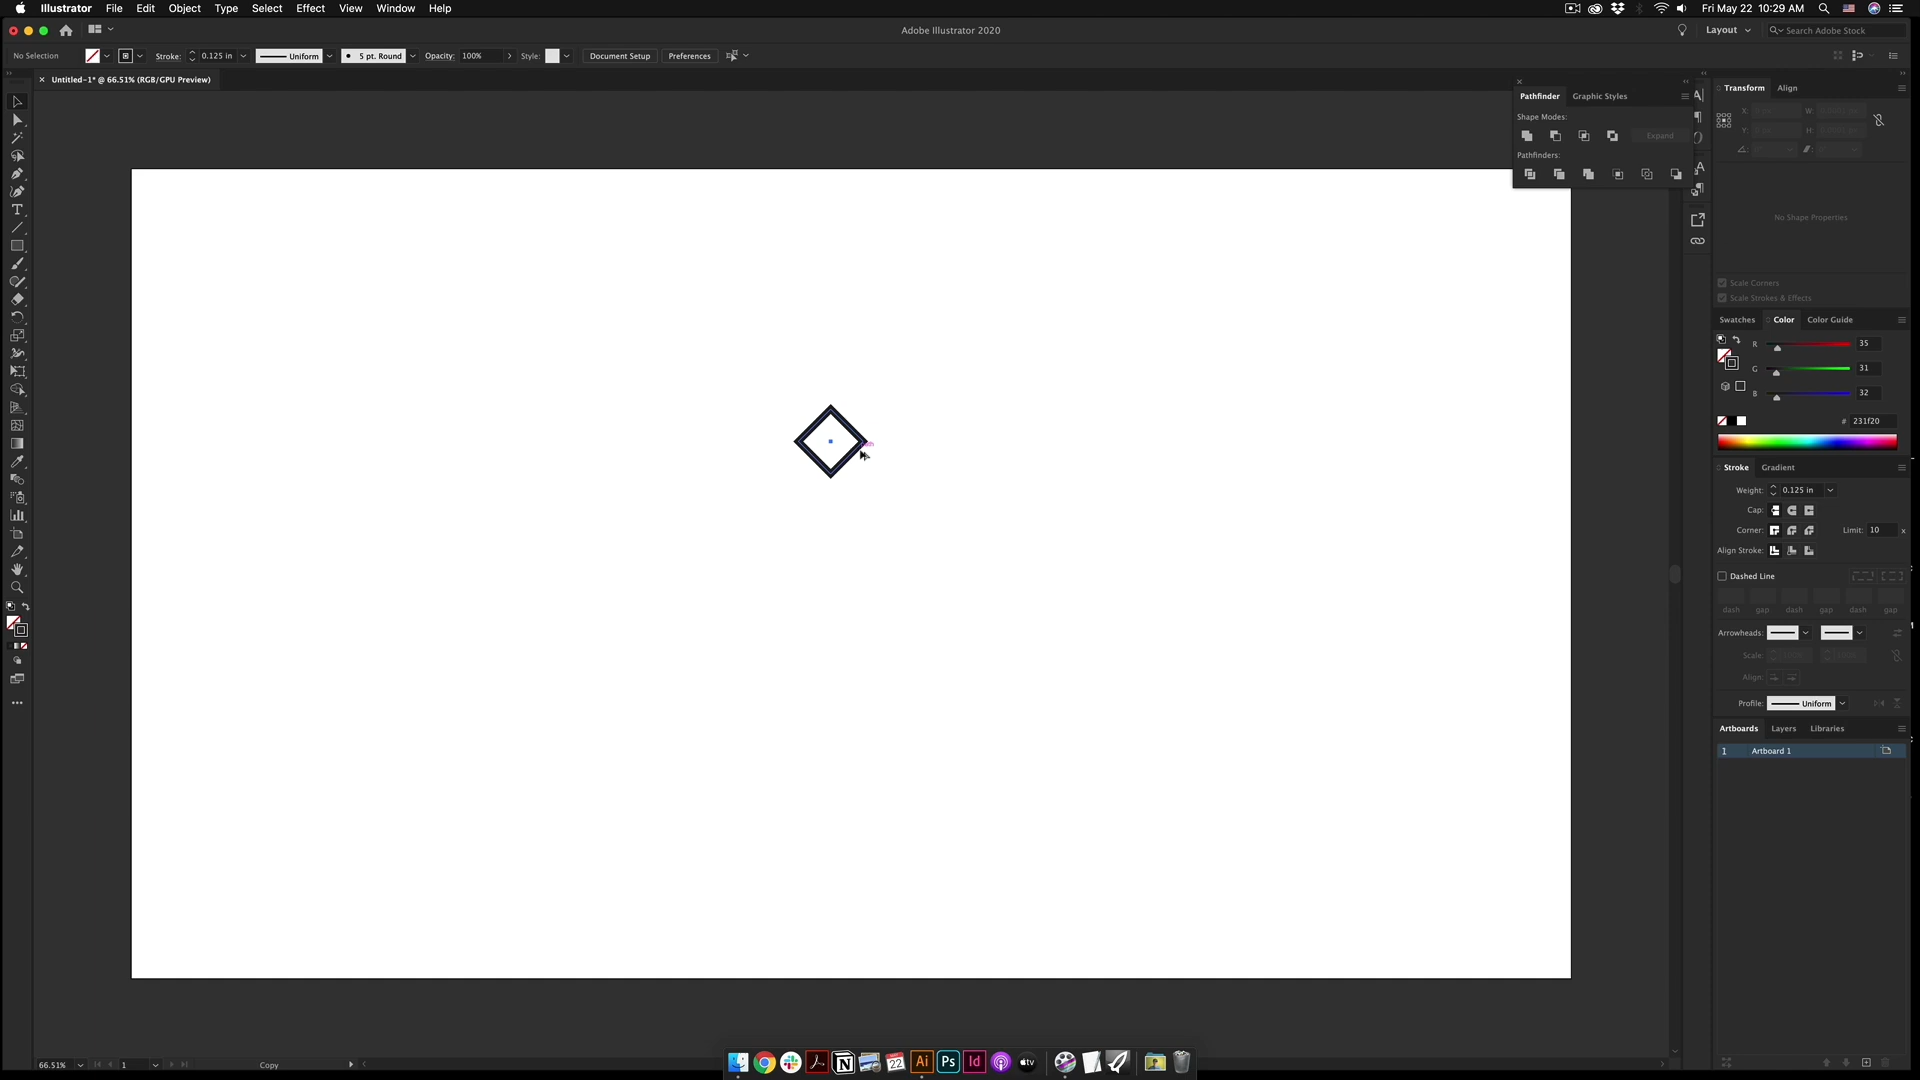 Illustrator File Edit Object Type Select Effect View Window Help
Fri May 22 10:29 AM
Adobe Illustrator 2020
Layout
Search Adobe Stock
No Selection
Stroke: 0.125 in
Uniform
5 pt. Round
Opacity: 100%
Style:
Document Setup
Preferences
Untitled-1* @ 66.51% (RGB/GPU Preview)
Pathfinder Graphic Styles
Shape Modes:
Expand
Pathfinders:
Transform Align
X: W:
Y: H:
No Shape Properties
Scale Corners
Scale Strokes & Effects
Swatches Color Color Guide
R 35
G 31
B 32
# 231f20
Stroke Gradient
Weight: 0.125 in
Cap:
Corner: Limit: 10 x
Align Stroke:
Dashed Line
dash gap dash gap dash gap
Arrowheads:
Scale:
Align:
Profile: Uniform
Artboards Layers Libraries
1 Artboard 1
66.51% 1 Copy
22 Ai Ps Id tv